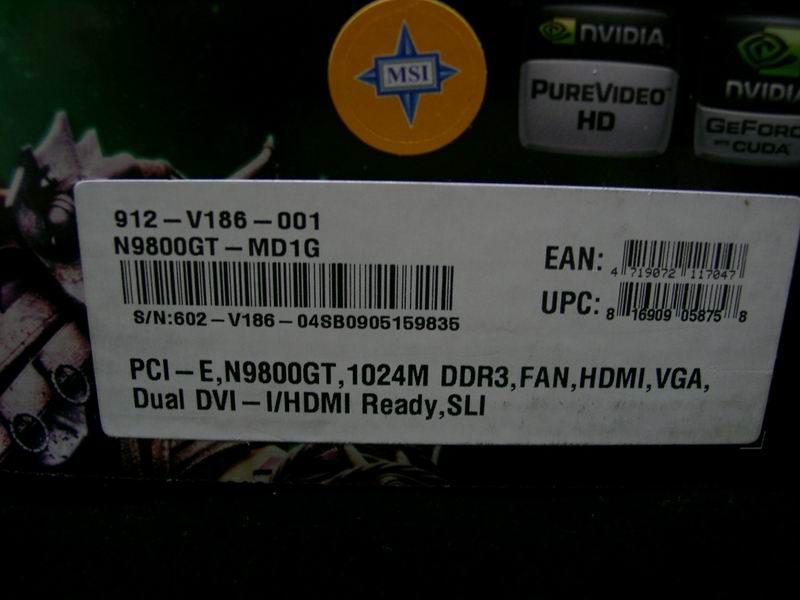 MSI
NVIDIA
PUREVIDEO™
HD
NVIDIA
GEFORC
CUDA
912-V186-001
N9800GT-MD1G
S/N:602-V186-04SB0905159835
EAN:
4 719072 117047
UPC:
8 16909 05875 8
PCI-E,N9800GT,1024M DDR3,FAN,HDMI,VGA,
Dual DVI-I/HDMI Ready,SLI